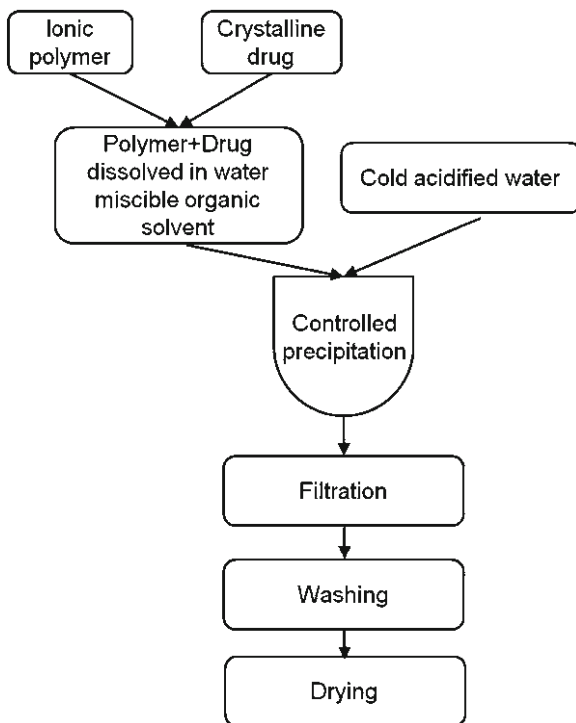 Ionic
polymer
Crystalline
drug
Polymer+Drug
dissolved in water
miscible organic
solvent
Cold acidified water
Controlled
precipitation
Filtration
Washing
Drying